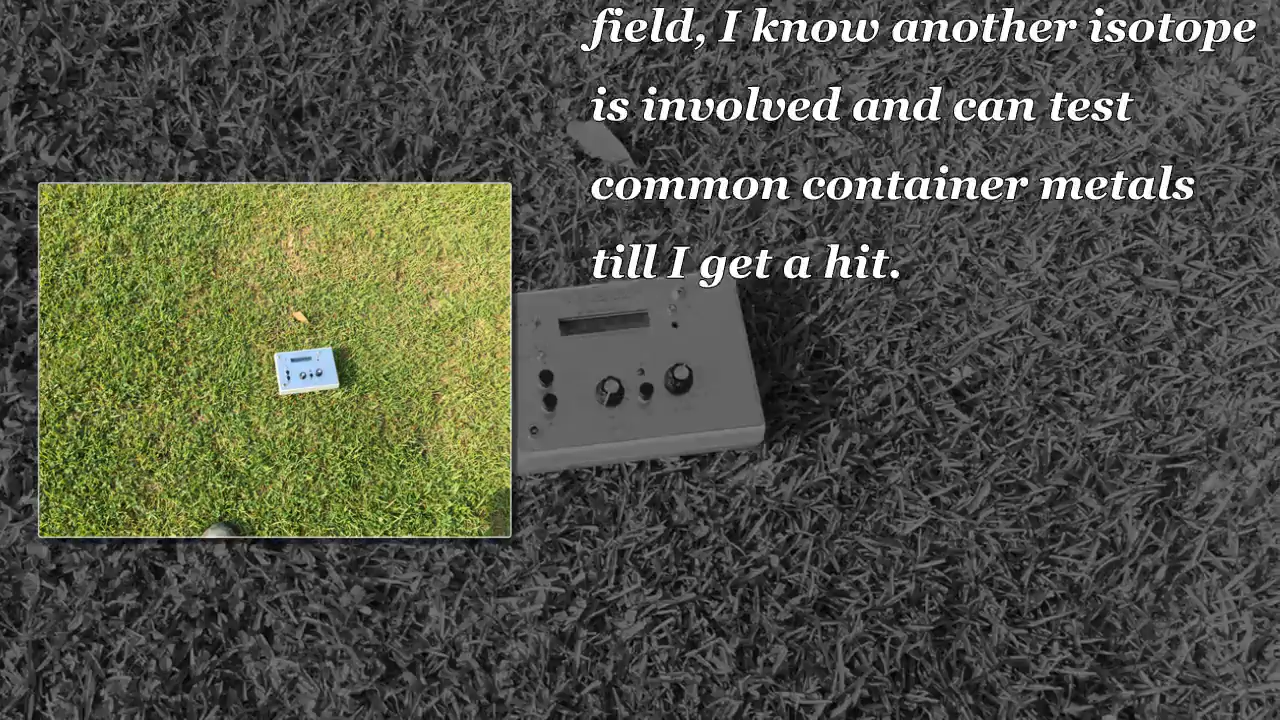 field, I know another isotope
is involved and can test
common container metals
till I get a hit.